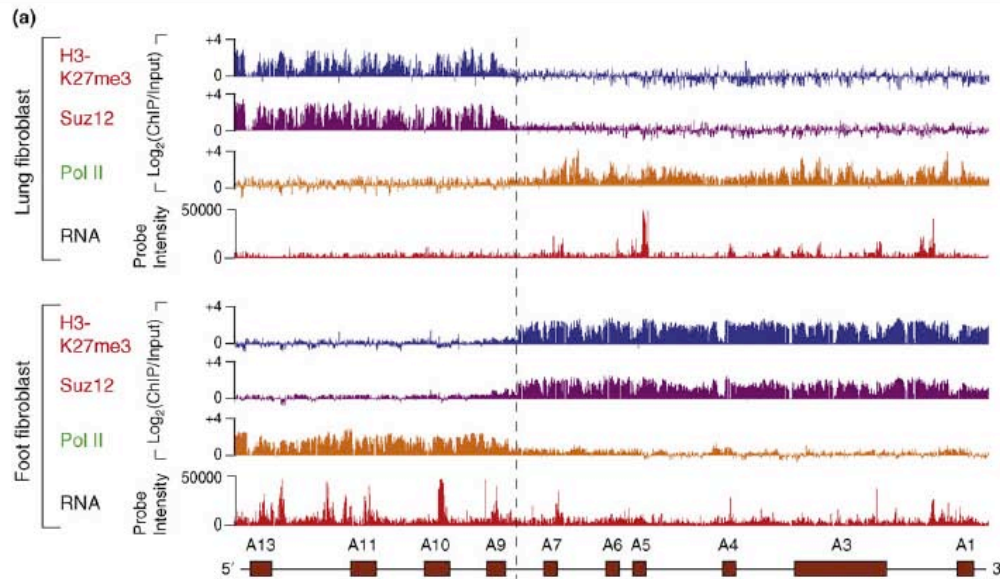 (a)
Lung fibroblast
H3-
K27me3
Suz12
Pol II
RNA
Log2(ChIP/Input)
Probe
Intensity
+4
0
+4
0
+4
0
50000
0
Foot fibroblast
H3-
K27me3
Suz12
Pol II
RNA
Log2(ChIP/Input)
Probe
Intensity
+4
0
+4
0
+4
0
50000
0
A13 A11 A10 A9 A7 A6 A5 A4 A3 A1
5′ 3